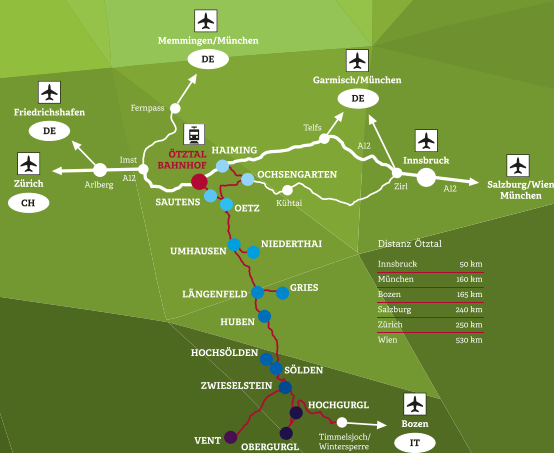 Memmingen/München
DE
Garmisch/München
DE
Friedrichshafen
DE
Fernpass
Telfs
Imst
ÖTZTAL
BAHNHOF
HAIMING
A12
Innsbruck
Zürich
CH
Arlberg
A12
OCHSENGARTEN
Zirl
A12
Salzburg/Wien
München
SAUTENS
OETZ
Kühtai
UMHAUSEN
NIEDERTHAI
Distanz Ötztal
Innsbruck 50 km
München 160 km
Bozen 165 km
Salzburg 240 km
Zürich 250 km
Wien 530 km
LÄNGENFELD
GRIES
HUBEN
HOCHSÖLDEN
SÖLDEN
ZWIESELSTEIN
HOCHGURGL
Bozen
IT
VENT
OBERGURGL
Timmelsjoch/
Wintersperre